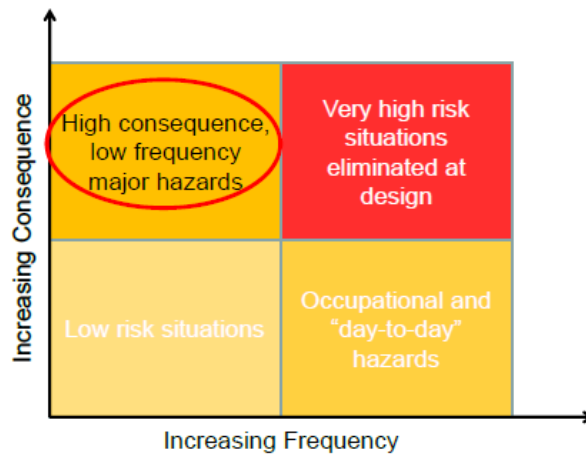 High consequence,
low frequency
major hazards
Very high risk
situations
eliminated at
design
Low risk situations
Occupational and
“day-to-day”
hazards
Increasing Consequence
Increasing Frequency